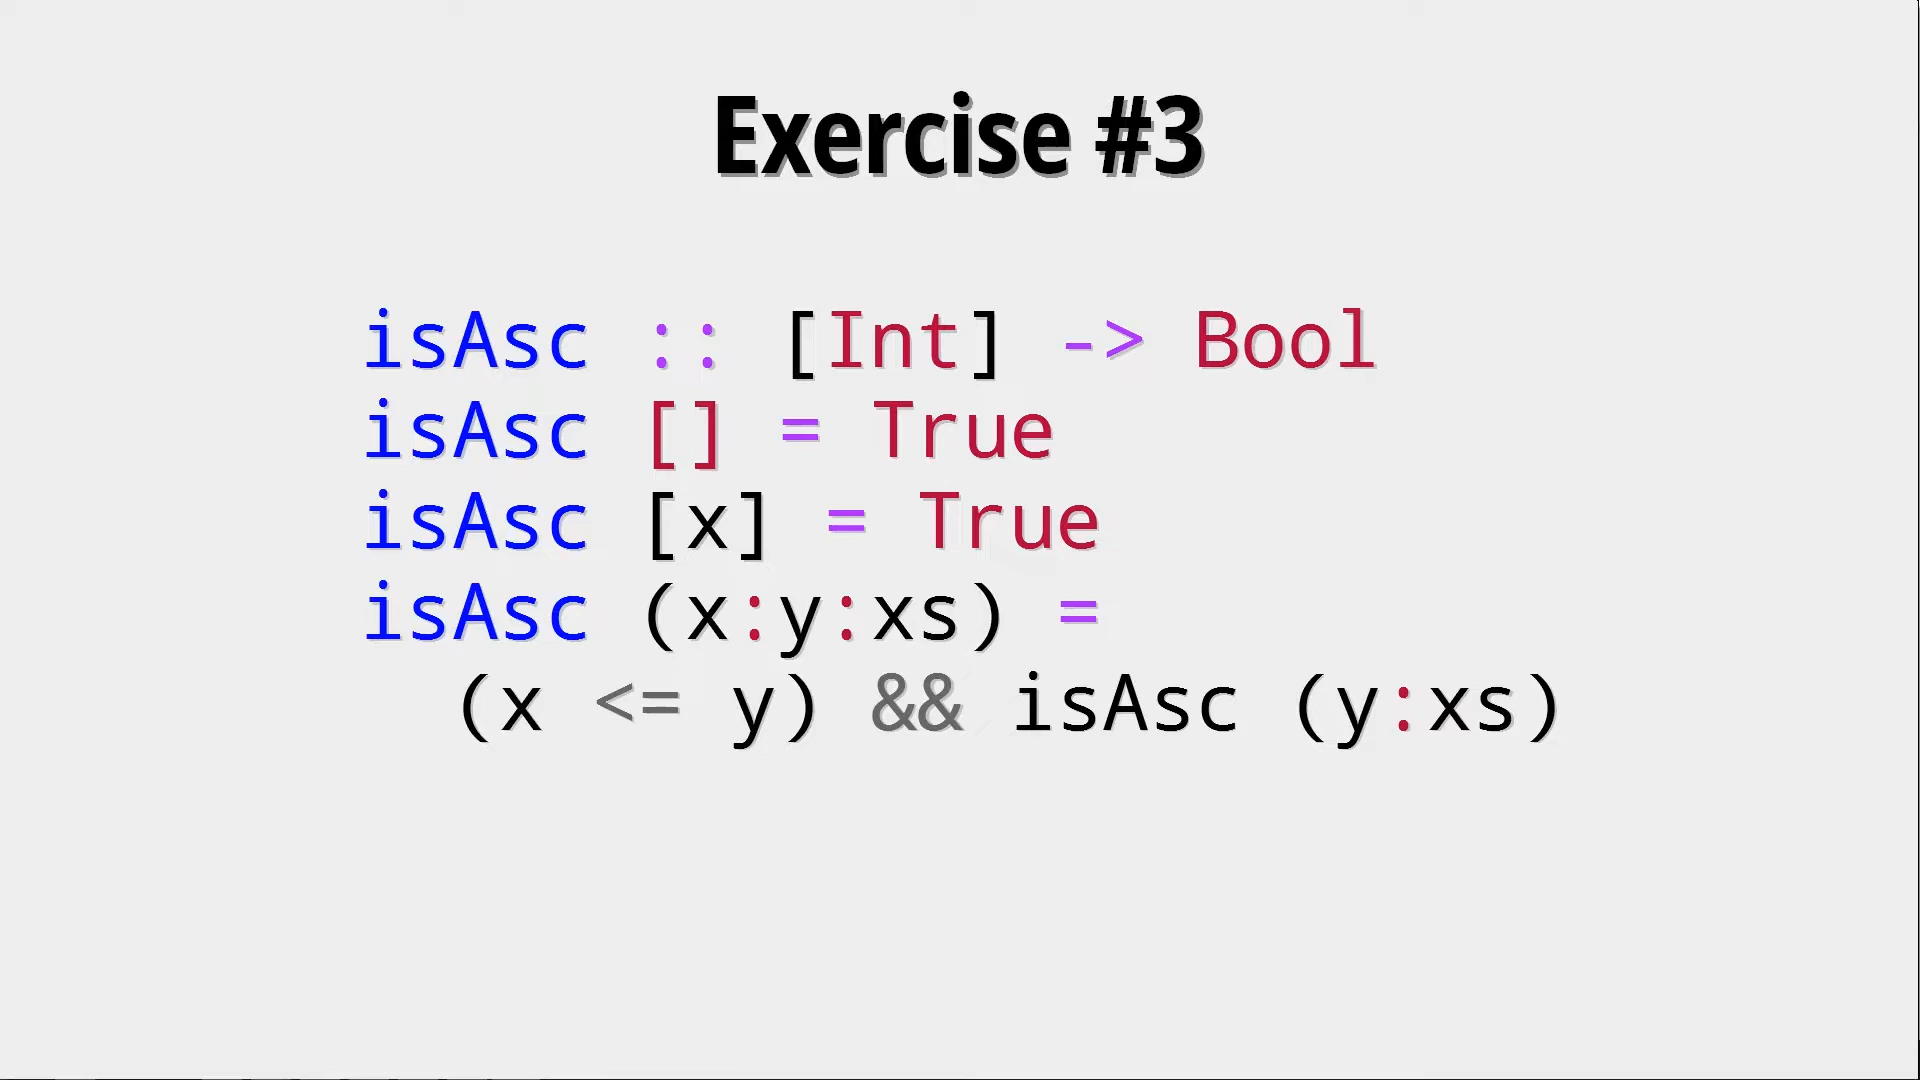 Exercise #3
isAsc :: [Int] -> Bool
isAsc [] = True
isAsc [x] = True
isAsc (x:y:xs) =
(x <= y) && isAsc (y:xs)